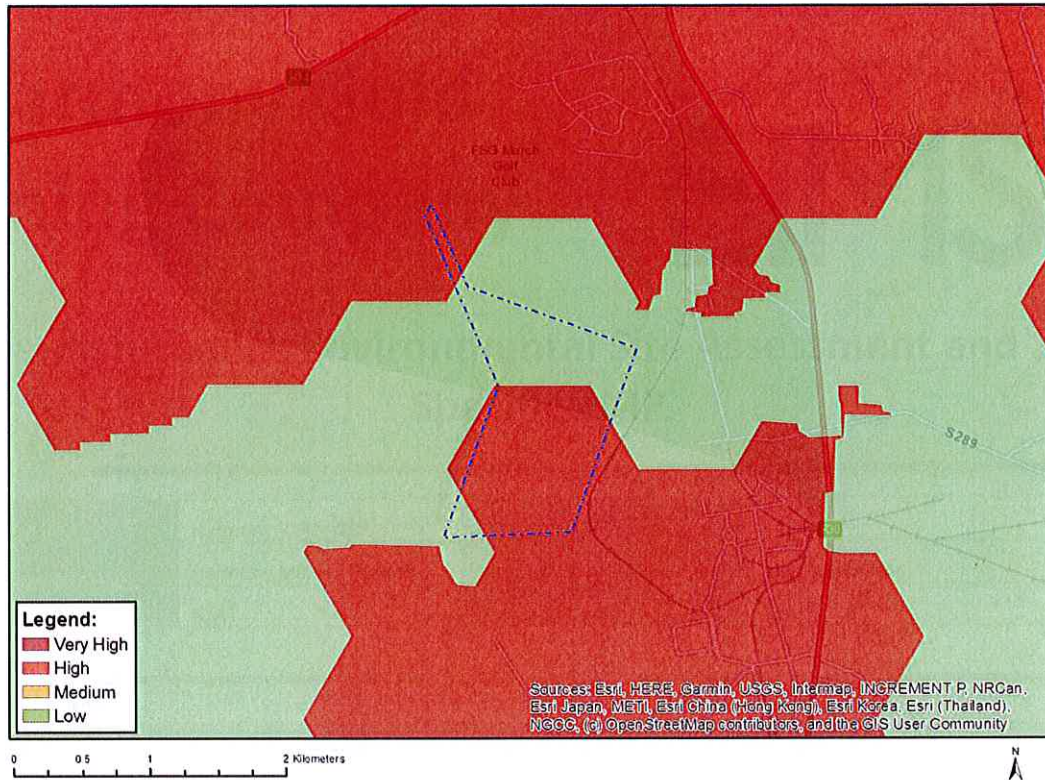 Golf
Club
S289
Legend:
Very High
High
Medium
Low
Sources: Esri, HERE, Garmin, USGS, Intermap, INCREMENT P, NRCan,
Esri Japan, METI, Esri China (Hong Kong), Esri Korea, Esri (Thailand),
NGCC, (c) OpenStreetMap contributors, and the GIS User Community
0 0.5 1 2 Kilometers
N